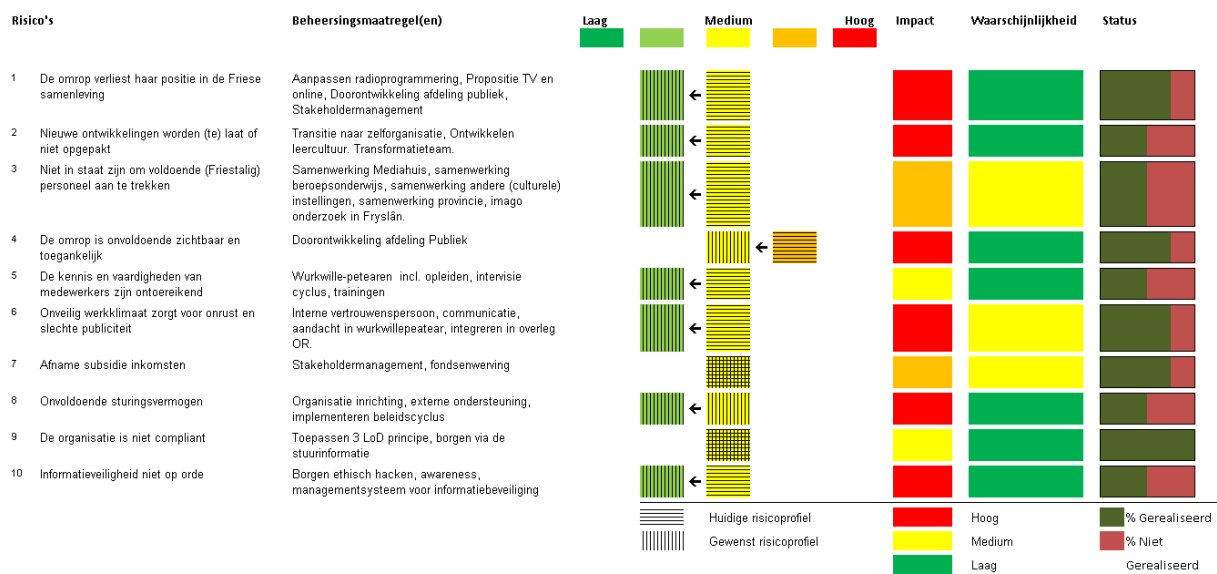 Risico's Beheersingsmaatregel(en) Laag Medium Hoog Impact Waarschijnlijkheid Status
1 De omrop verliest haar positie in de Friese Aanpassen radioprogrammering, Propositie TV en
samenleving online, Doorontwikkeling afdeling publiek,
Stakeholdermanagement
2 Nieuwe ontwikkelingen worden (te) laat of Transitie naar zelforganisatie, Ontwikkelen
niet opgepakt leercultuur. Transformatieteam.
3 Niet in staat zijn om voldoende (Friestalig) Samenwerking Mediahuis, samenwerking
personeel aan te trekken beroepsonderwijs, samenwerking andere (culturele)
instellingen, samenwerking provincie, imago
onderzoek in Fryslân.
4 De omrop is onvoldoende zichtbaar en Doorontwikkeling afdeling Publiek
toegankelijk
5 De kennis en vaardigheden van Wurkwille-petearen incl. opleiden, intervisie
medewerkers zijn ontoereikend cyclus, trainingen
6 Onveilig werkklimaat zorgt voor onrust en Interne vertrouwenspersoon, communicatie,
slechte publiciteit aandacht in wurkwillepeatear, integreren in overleg
OR.
7 Afname subsidie inkomsten Stakeholdermanagement, fondsenwerving
8 Onvoldoende sturingsvermogen Organisatie inrichting, externe ondersteuning,
implementeren beleidscyclus
9 De organisatie is niet compliant Toepassen 3 LoD principe, borgen via de
stuurinformatie
10 Informatieveiligheid niet op orde Borgen ethisch hacken, awareness,
managementsysteem voor informatiebeveiliging
Huidige risicoprofiel Hoog % Gerealiseerd
Gewenst risicoprofiel Medium % Niet
Laag Gerealiseerd